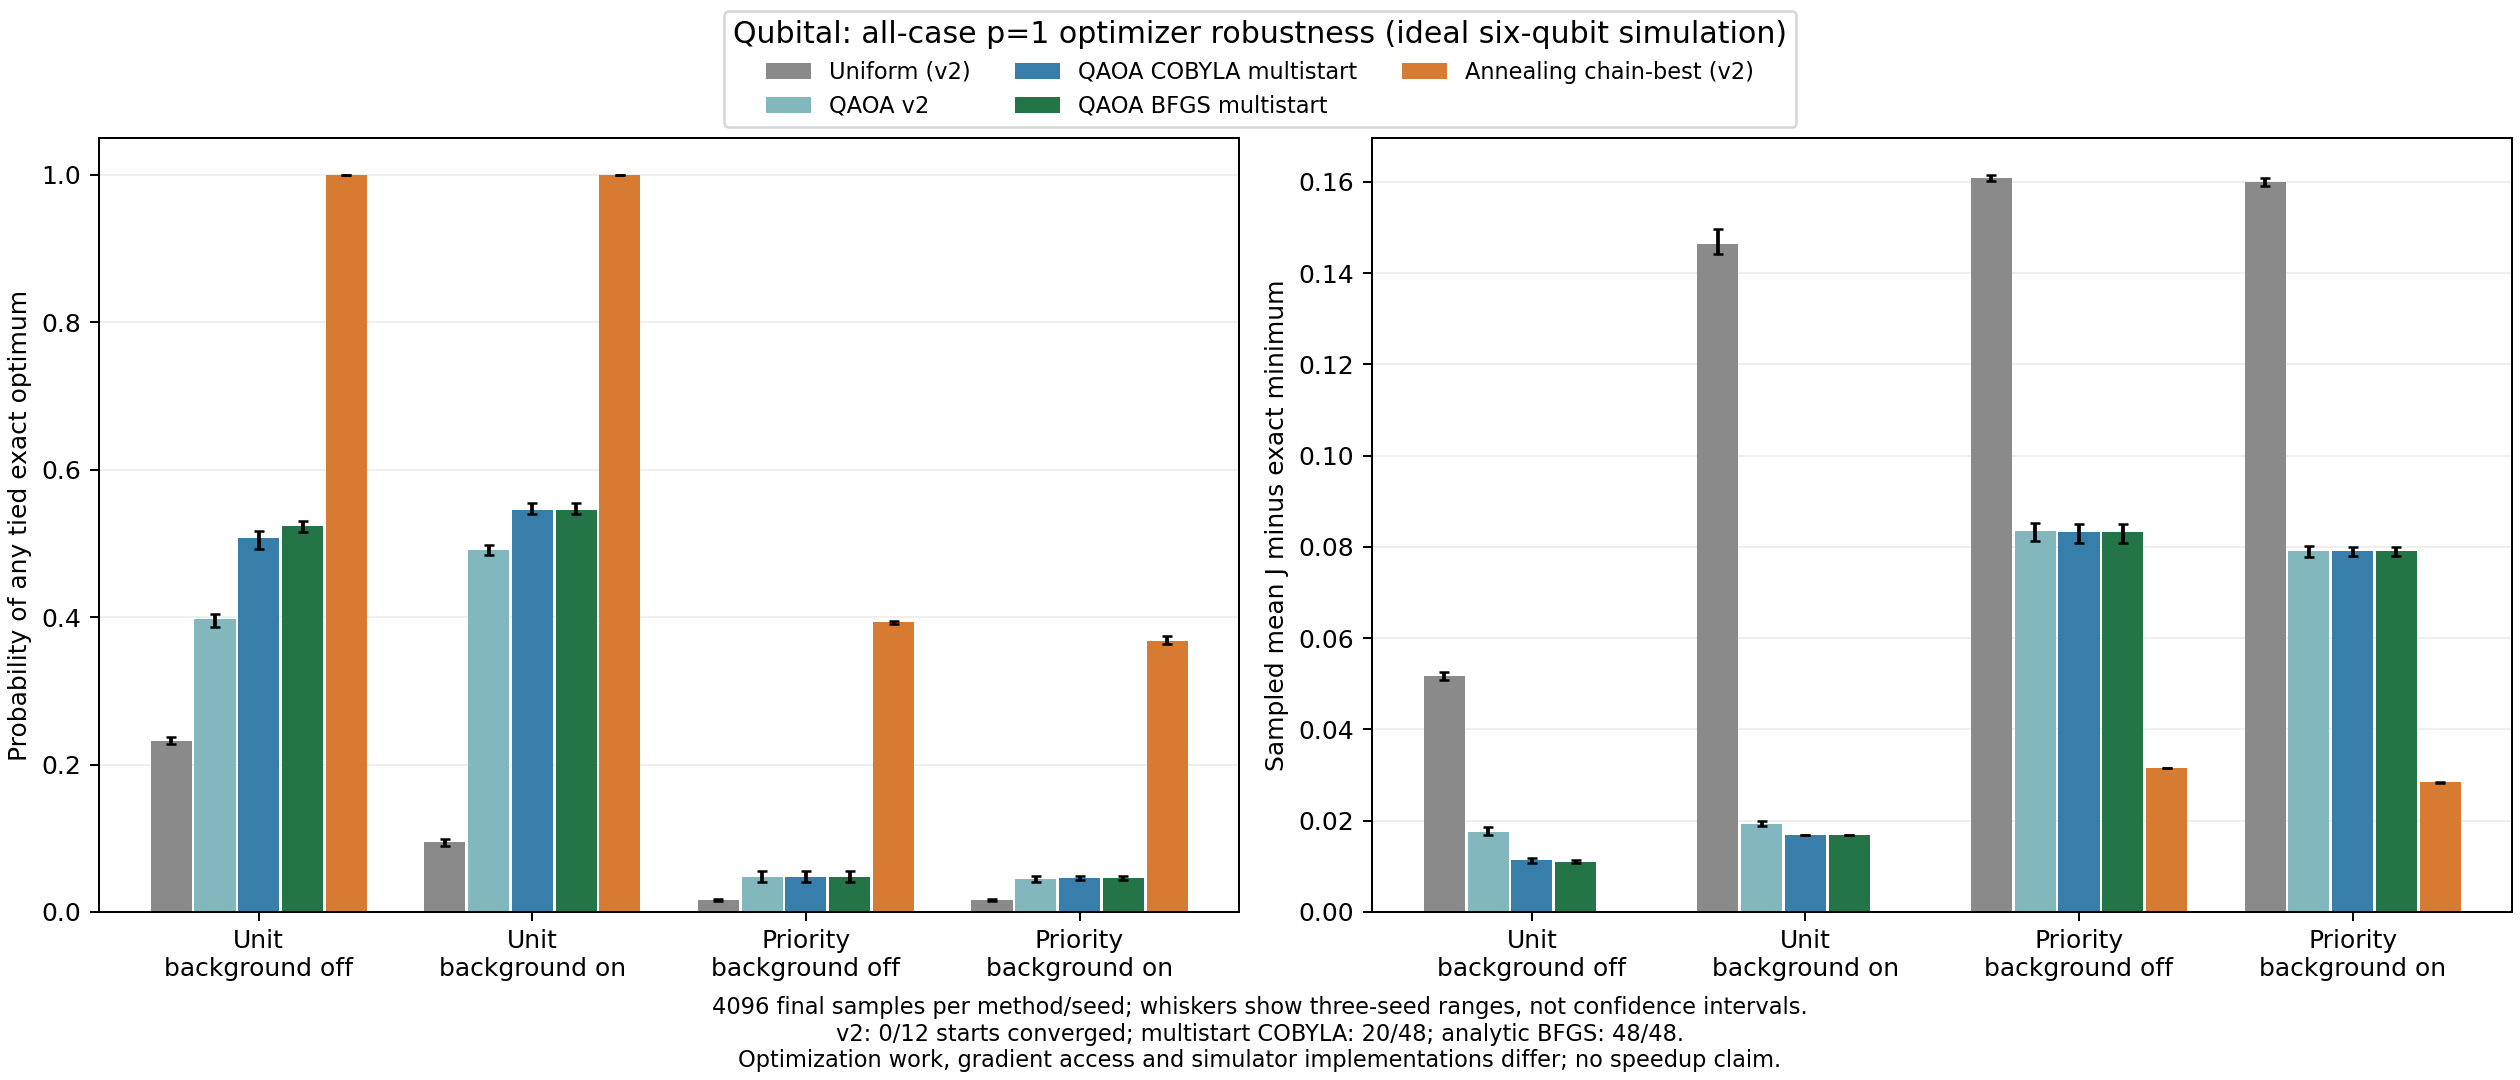 Qubital: all-case p=1 optimizer robustness (ideal six-qubit simulation)
Uniform (v2)
QAOA v2
QAOA COBYLA multistart
QAOA BFGS multistart
Annealing chain-best (v2)
Probability of any tied exact optimum
1.0
0.8
0.6
0.4
0.2
0.0
Unit
background off
Unit
background on
Priority
background off
Priority
background on
Sampled mean J minus exact minimum
0.16
0.14
0.12
0.10
0.08
0.06
0.04
0.02
0.00
Unit
background off
Unit
background on
Priority
background off
Priority
background on
4096 final samples per method/seed; whiskers show three-seed ranges, not confidence intervals.
v2: 0/12 starts converged; multistart COBYLA: 20/48; analytic BFGS: 48/48.
Optimization work, gradient access and simulator implementations differ; no speedup claim.